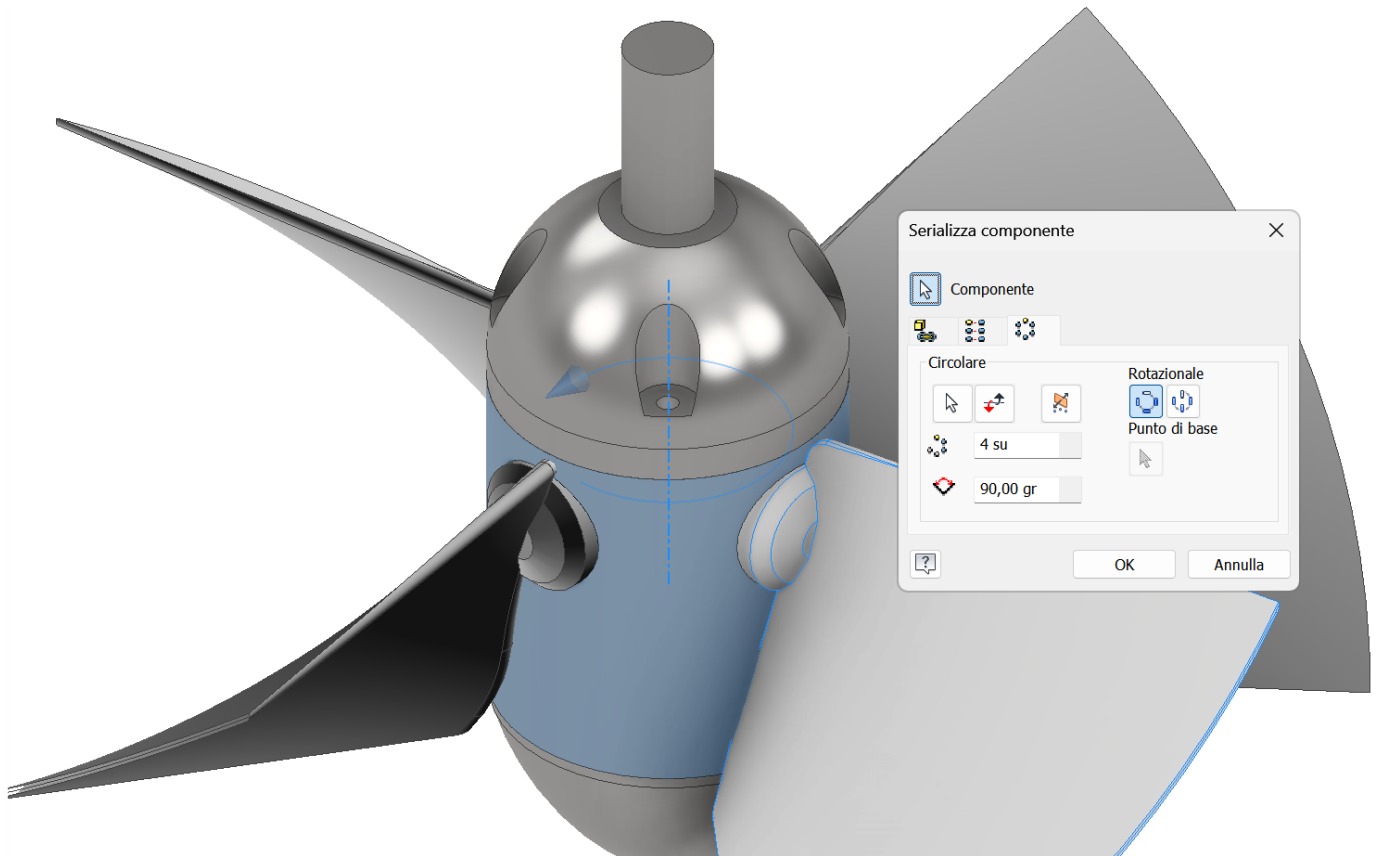 Serializza componente
Componente
Circolare
Rotazionale
Punto di base
4 su
90,00 gr
?
OK
Annulla